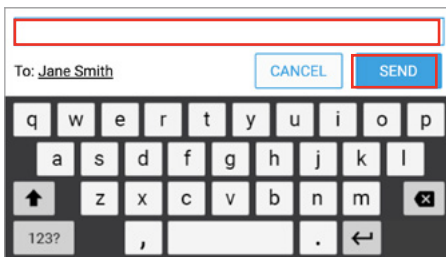 To: Jane Smith CANCEL SEND
q w e r t y u i o p
a s d f g h j k l
z x c v b n m
123? , .